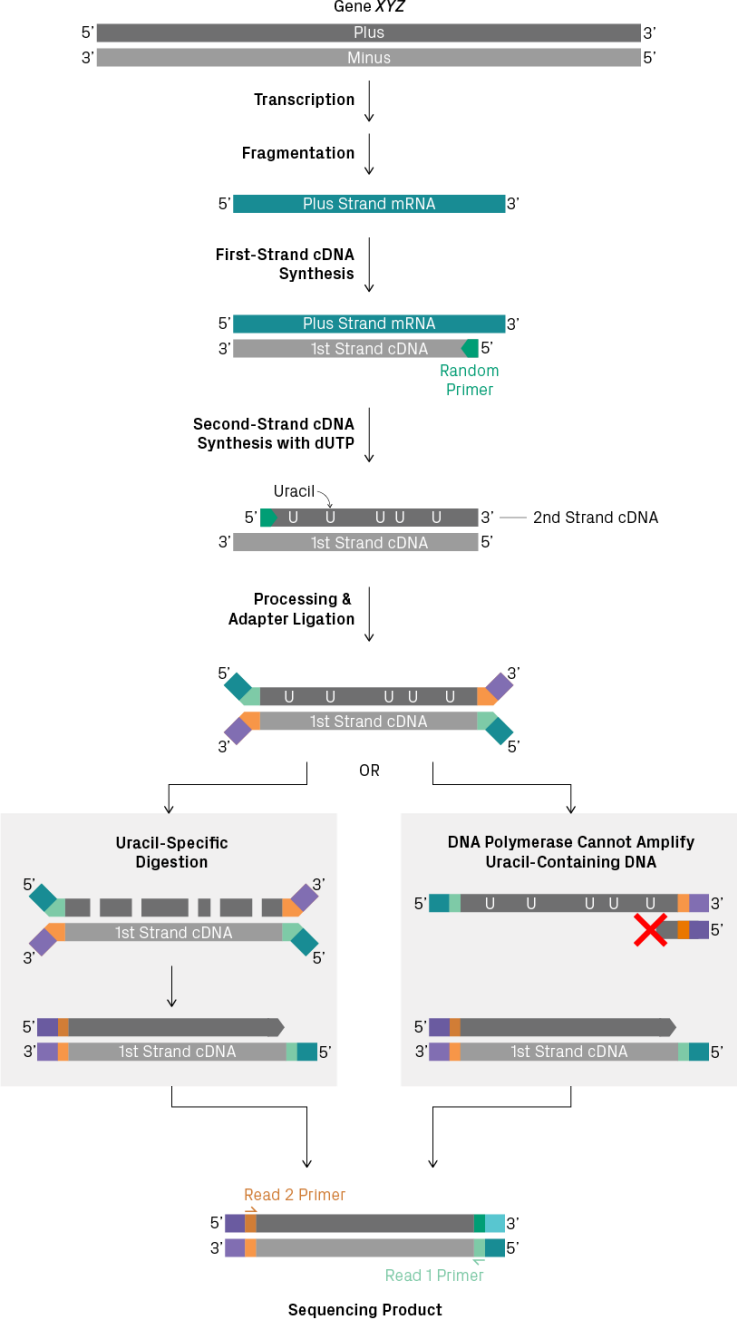 Gene XYZ
5’ Plus 3’
3’ Minus 5’
Transcription
Fragmentation
5’ Plus Strand mRNA 3’
First-Strand cDNA
Synthesis
5’ Plus Strand mRNA 3’
3’ 1st Strand cDNA 5’
Random
Primer
Second-Strand cDNA
Synthesis with dUTP
Uracil
5’ U U U U U 3’ 2nd Strand cDNA
3’ 1st Strand cDNA 5’
Processing &
Adapter Ligation
5’ 3’
U U U U U
1st Strand cDNA
3’ 5’
OR
Uracil-Specific
Digestion
5’ 3’
1st Strand cDNA
3’ 5’
5’
3’ 1st Strand cDNA 5’
DNA Polymerase Cannot Amplify
Uracil-Containing DNA
5’ U U U U U 3’
5’
5’
3’ 1st Strand cDNA 5’
Read 2 Primer
5’ 3’
3’ 5’
Read 1 Primer
Sequencing Product